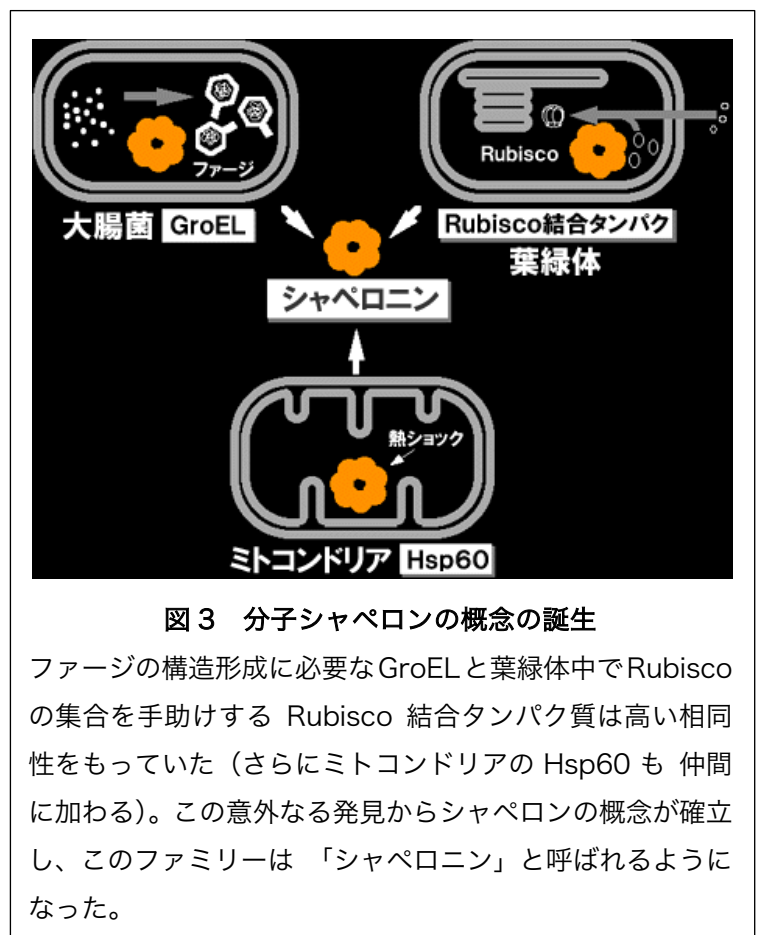 ファージ
Rubisco
大腸菌 GroEL
Rubisco結合タンパク
葉緑体
シャペロニン
熱ショック
ミトコンドリア Hsp60
図3 分子シャペロンの概念の誕生
ファージの構造形成に必要なGroELと葉緑体中でRubisco
の集合を手助けする Rubisco 結合タンパク質は高い相同
性をもっていた（さらにミトコンドリアの Hsp60 も 仲間
に加わる）。この意外なる発見からシャペロンの概念が確立
し、このファミリーは 「シャペロニン」と呼ばれるように
なった。